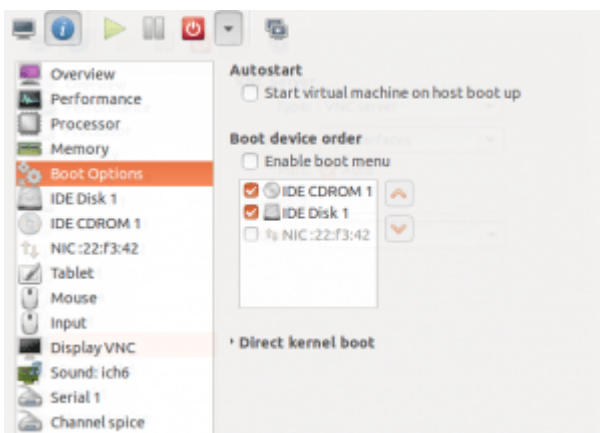 Overview
Performance
Processor
Memory
Boot Options
IDE Disk 1
IDE CDROM 1
NIC :22:f3:42
Tablet
Mouse
Input
Display VNC
Sound: ich6
Serial 1
Channel spice
Autostart
Start virtual machine on host boot up
Boot device order
Enable boot menu
IDE CDROM 1
IDE Disk 1
NIC :22:f3:42
Direct kernel boot